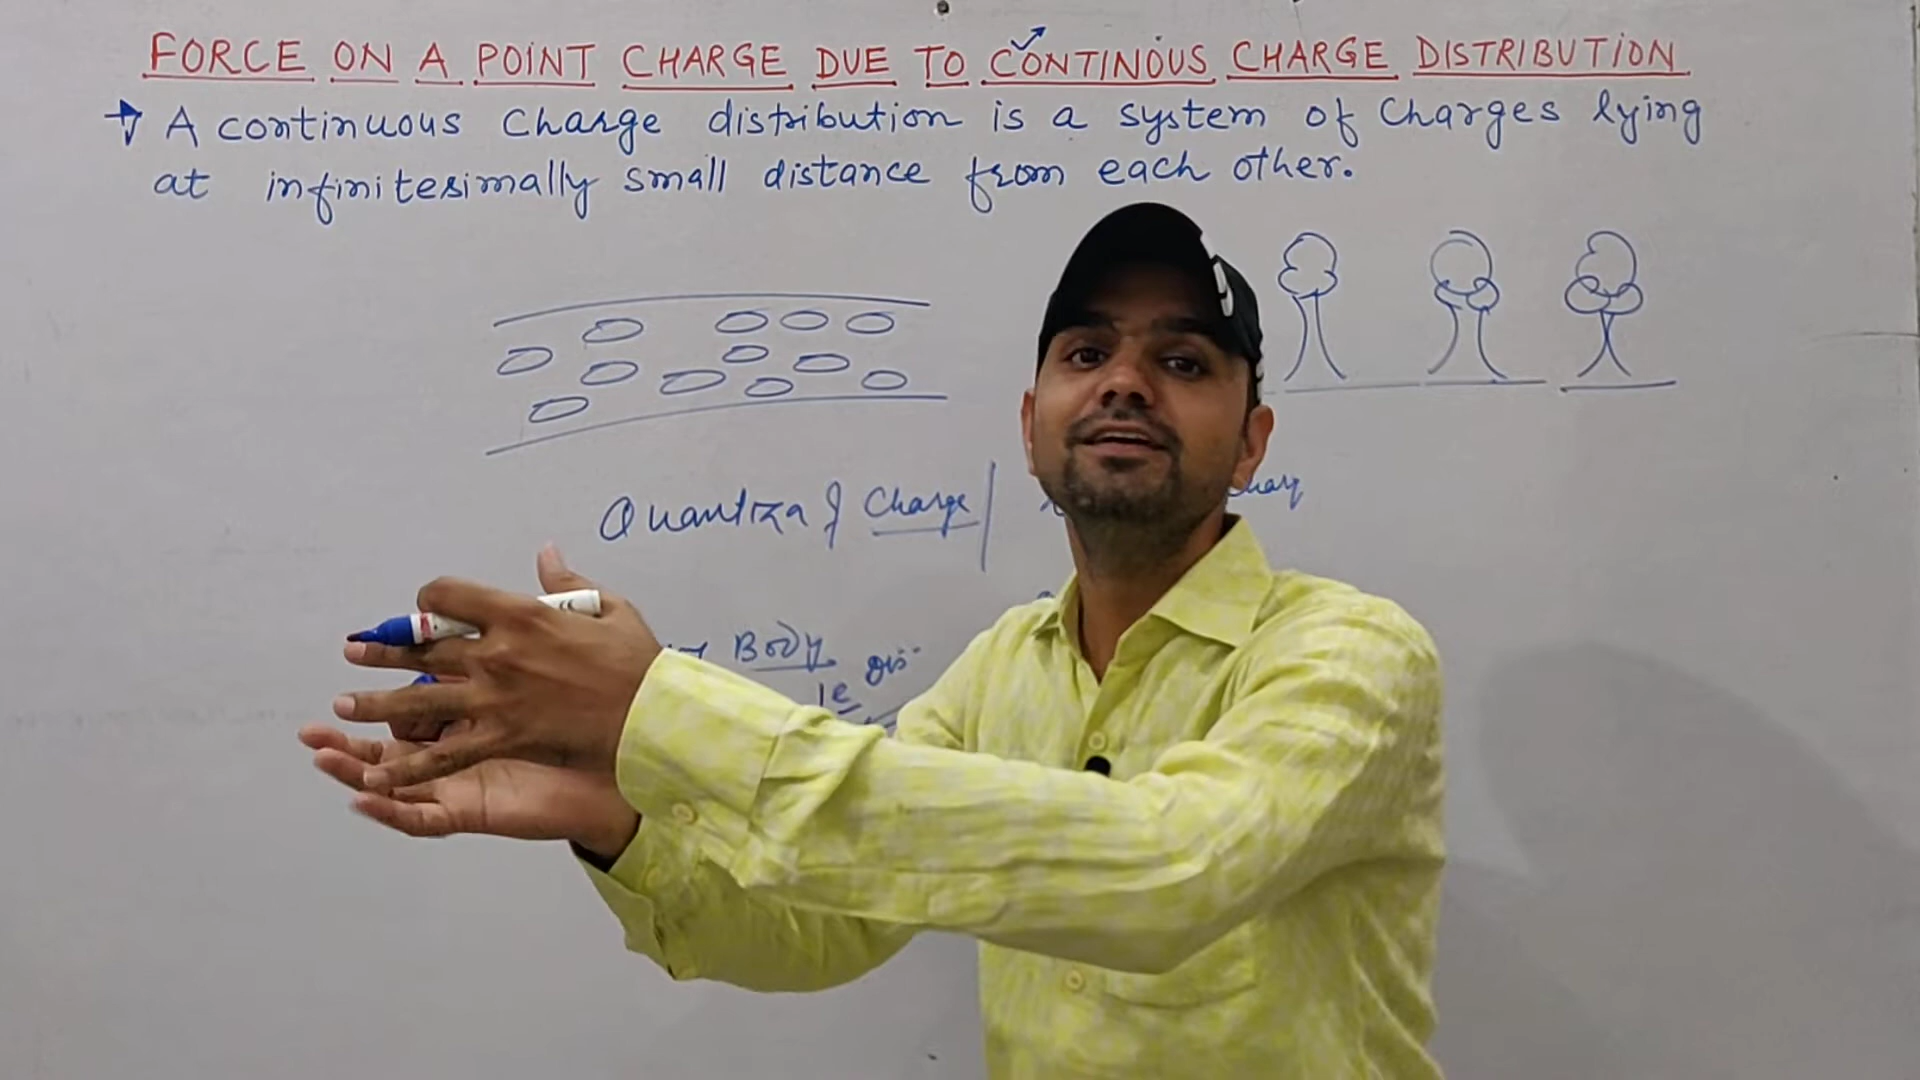 FORCE ON A POINT CHARGE DUE TO CONTINOUS CHARGE DISTRIBUTION
A continuous Charge distribution is a system of Charges lying
at infinitesimally small distance from each other.
Quantiza of Charge
Body
1e